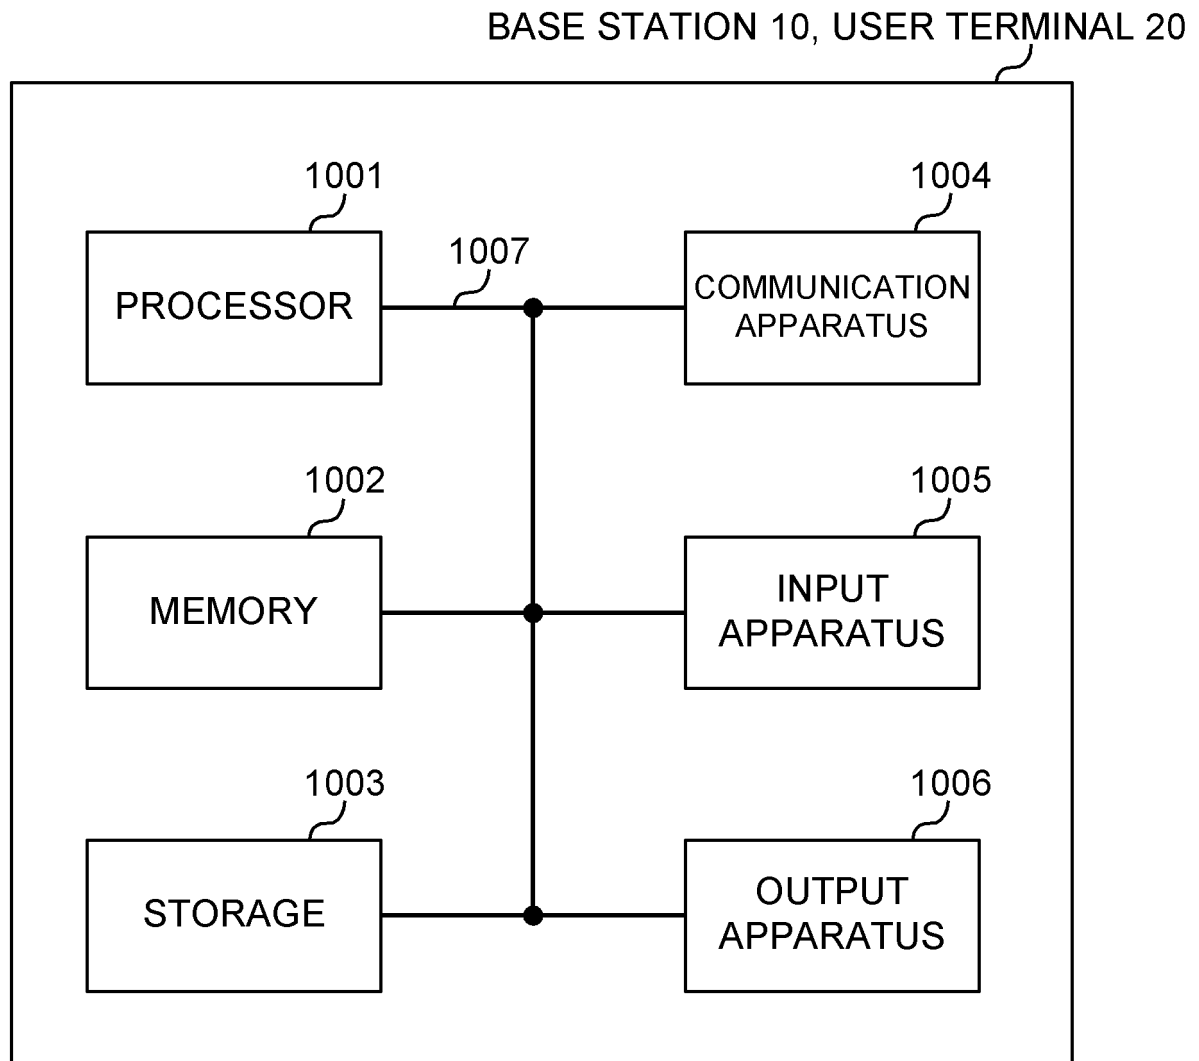 BASE STATION 10, USER TERMINAL 20
1001
1004
1007
PROCESSOR
COMMUNICATION
APPARATUS
1002
1005
MEMORY
INPUT
APPARATUS
1003
1006
STORAGE
OUTPUT
APPARATUS